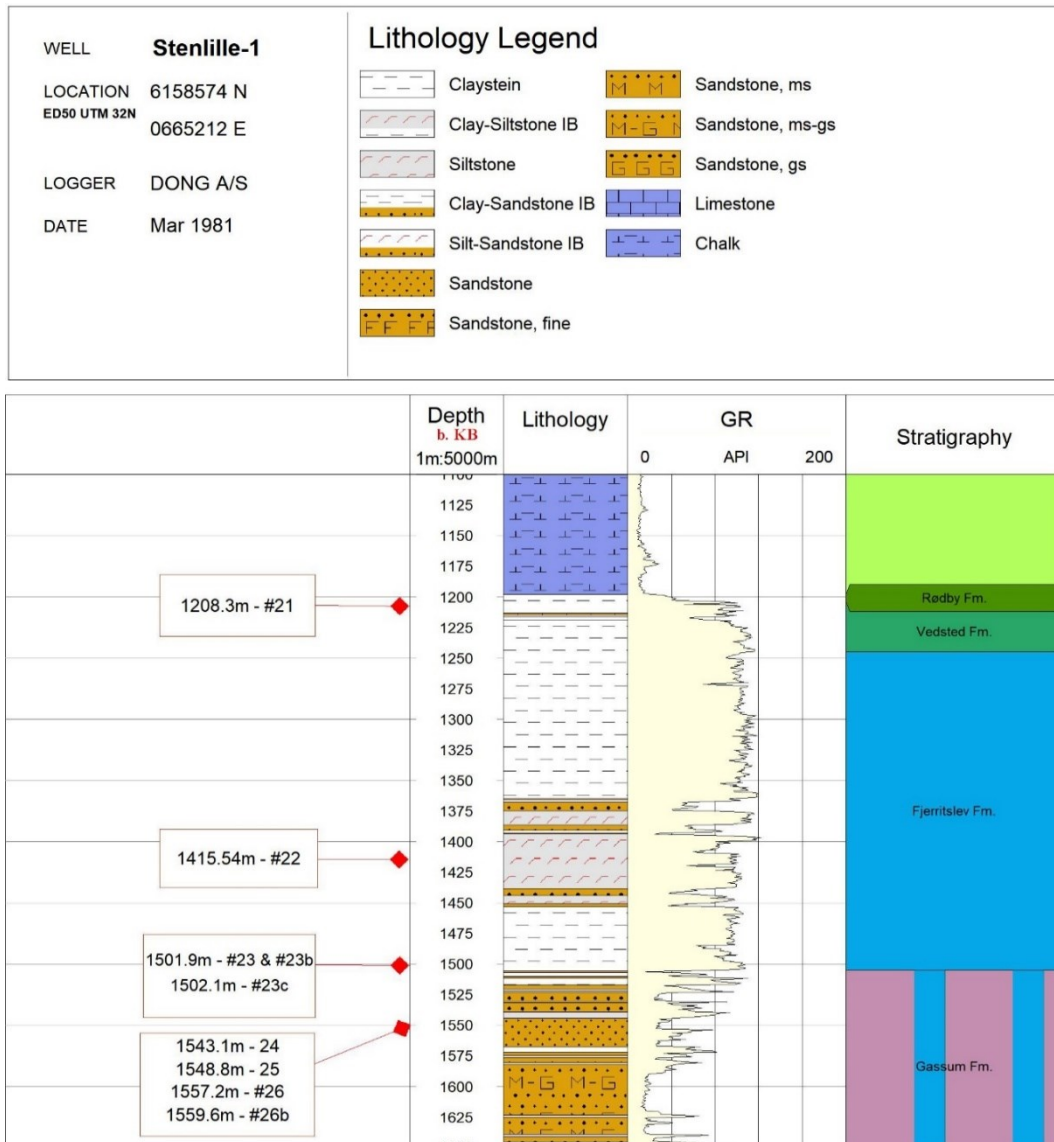 WELL Stenlille-1
LOCATION 6158574 N
ED50 UTM 32N
0665212 E
LOGGER DONG A/S
DATE Mar 1981
Lithology Legend
Claystein
Clay-Siltstone IB
Siltstone
Clay-Sandstone IB
Silt-Sandstone IB
Sandstone
Sandstone, fine
Sandstone, ms
Sandstone, ms-gs
Sandstone, gs
Limestone
Chalk
M M
M-G M
G G G
F F F F
Depth
b. KB
1m:5000m
Lithology
GR
0 API 200
Stratigraphy
1100
1125
1150
1175
1200
1225
1250
1275
1300
1325
1350
1375
1400
1425
1450
1475
1500
1525
1550
1575
1600
1625
1208.3m - #21
1415.54m - #22
1501.9m - #23 & #23b
1502.1m - #23c
1543.1m - 24
1548.8m - 25
1557.2m - #26
1559.6m - #26b
M-G M-G
Rødby Fm.
Vedsted Fm.
Fjerritslev Fm.
Gassum Fm.